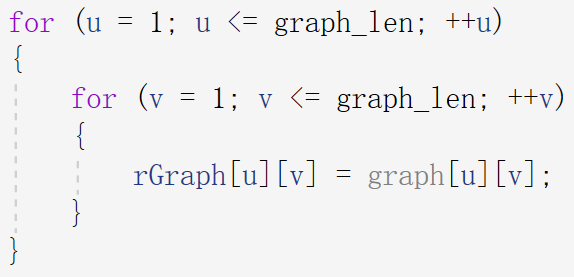 for (u = 1; u <= graph_len; ++u)
{
for (v = 1; v <= graph_len; ++v)
{
rGraph[u][v] = graph[u][v];
}
}